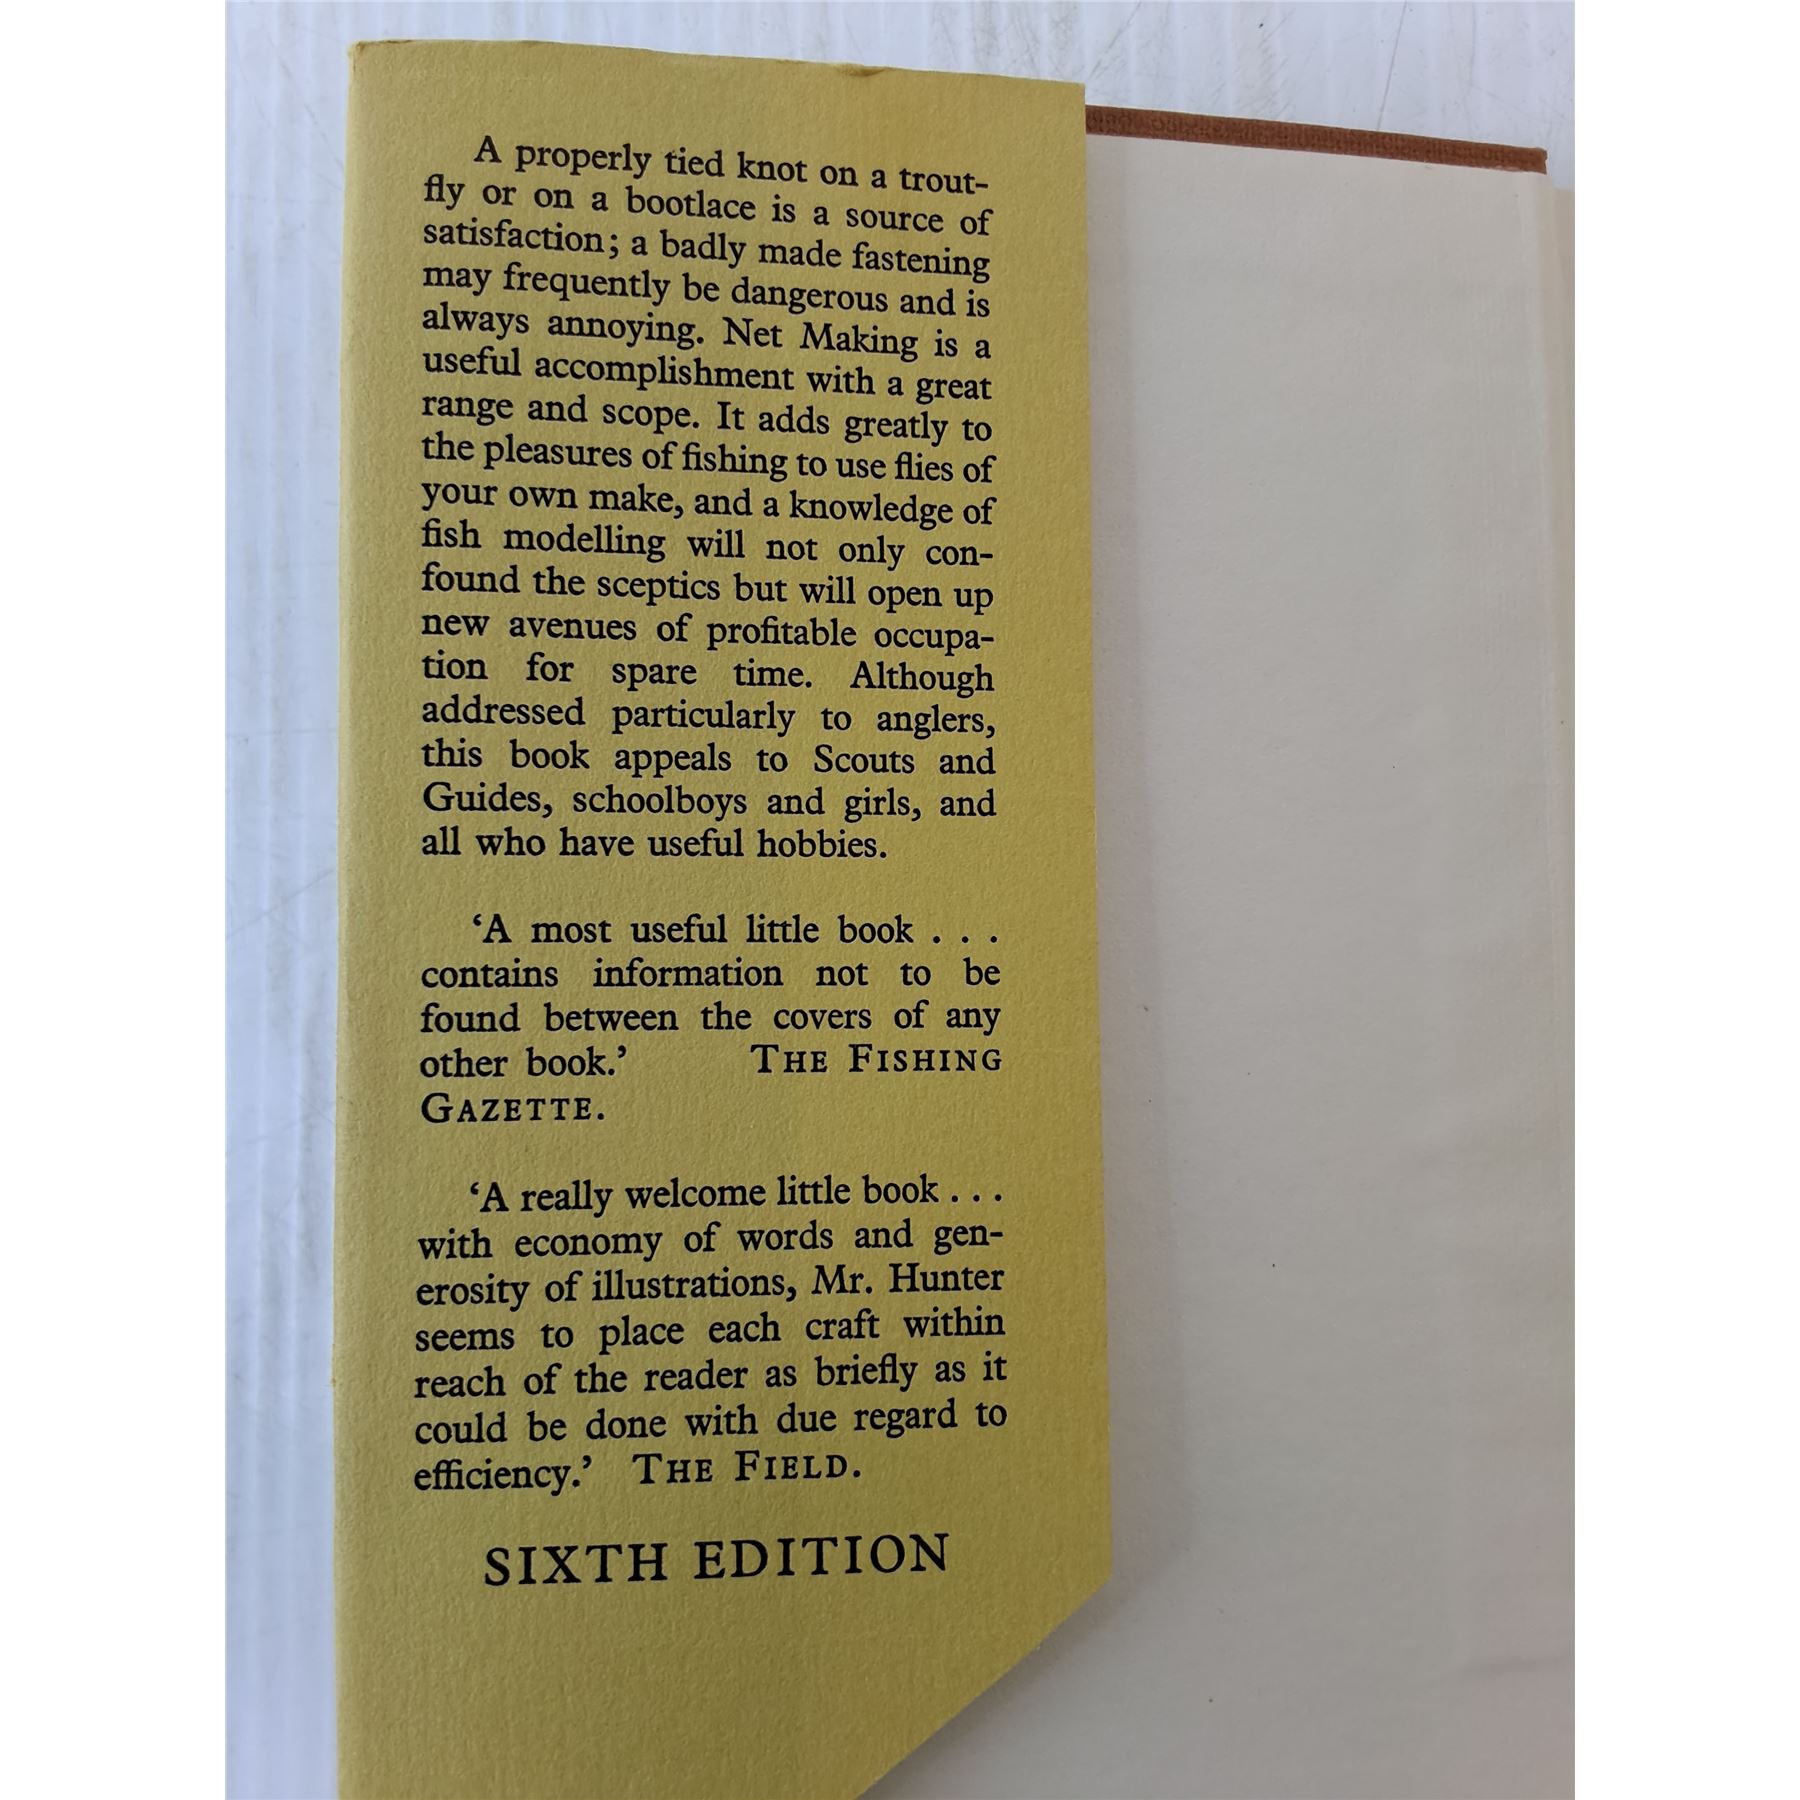 A properly tied knot on a trout-
fly or on a bootlace is a source of
satisfaction; a badly made fastening
may frequently be dangerous and is
always annoying. Net Making is a
useful accomplishment with a great
range and scope. It adds greatly to
the pleasures of fishing to use flies of
your own make, and a knowledge of
fish modelling will not only con-
found the sceptics but will open up
new avenues of profitable occupa-
tion for spare time. Although
addressed particularly to anglers,
this book appeals to Scouts and
Guides, schoolboys and girls, and
all who have useful hobbies.
‘A most useful little book . . .
contains information not to be
found between the covers of any
other book.’ THE FISHING
GAZETTE.
‘A really welcome little book . . .
with economy of words and gen-
erosity of illustrations, Mr. Hunter
seems to place each craft within
reach of the reader as briefly as it
could be done with due regard to
efficiency.’ THE FIELD.
SIXTH EDITION